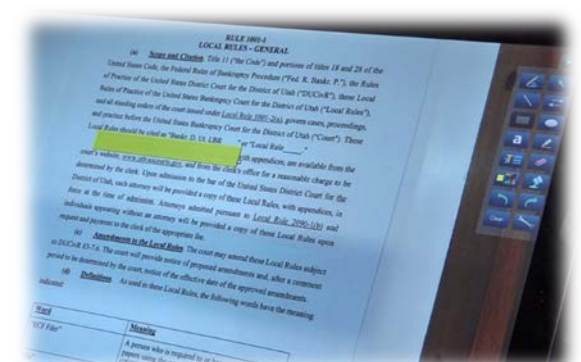 RULE 1001-1
LOCAL RULES – GENERAL
(a) Scope and Citation. Title 11 ("the Code") and portions of titles 18 and 28 of the
United States Code, the Federal Rules of Bankruptcy Procedure ("Fed. R. Bankr. P."), the Rules
of Practice of the United States District Court for the District of Utah ("DUCivR"), these Local
Rules of Practice of the United States Bankruptcy Court for the District of Utah ("Local Rules"),
and all standing orders of the court issued under Local Rule 1001-2(a), govern cases, proceedings,
and practice before the United States Bankruptcy Court for the District of Utah ("Court"). These
Local Rules should be cited as "Bankr. D. Ut. LBR ___" or "Local Rule ____."
with appendices, are available from the
court's website, www.utb.uscourts.gov, and from the clerk's office for a reasonable charge to be
determined by the clerk. Upon admission to the bar of the United States District Court for the
District of Utah, each attorney will be provided a copy of these Local Rules, with appendices, in
force at the time of admission. Attorneys admitted pursuant to Local Rule 2090-1(b) and
individuals appearing without an attorney will be provided a copy of these Local Rules upon
request and payment to the clerk of the appropriate fee.
(c) Amendments to the Local Rules. The court may amend these Local Rules subject
to DUCivR 83-7.6. The court will provide notice of proposed amendments and, after a comment
period to be determined by the court, notice of the effective date of the approved amendments.
(d) Definitions. As used in these Local Rules, the following words have the meaning
indicated:
Word Meaning
"ECF Filer" A person who is required to
papers using the
a
T
Clear